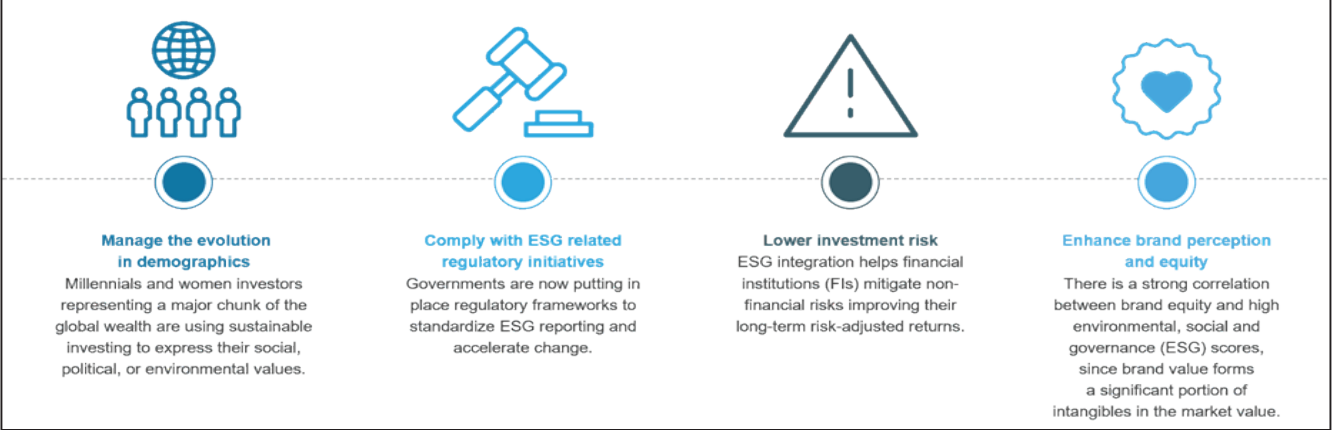 Manage the evolution
in demographics
Millennials and women investors
representing a major chunk of the
global wealth are using sustainable
investing to express their social,
political, or environmental values.
Comply with ESG related
regulatory initiatives
Governments are now putting in
place regulatory frameworks to
standardize ESG reporting and
accelerate change.
Lower investment risk
ESG integration helps financial
institutions (FIs) mitigate non-
financial risks improving their
long-term risk-adjusted returns.
Enhance brand perception
and equity
There is a strong correlation
between brand equity and high
environmental, social and
governance (ESG) scores,
since brand value forms
a significant portion of
intangibles in the market value.